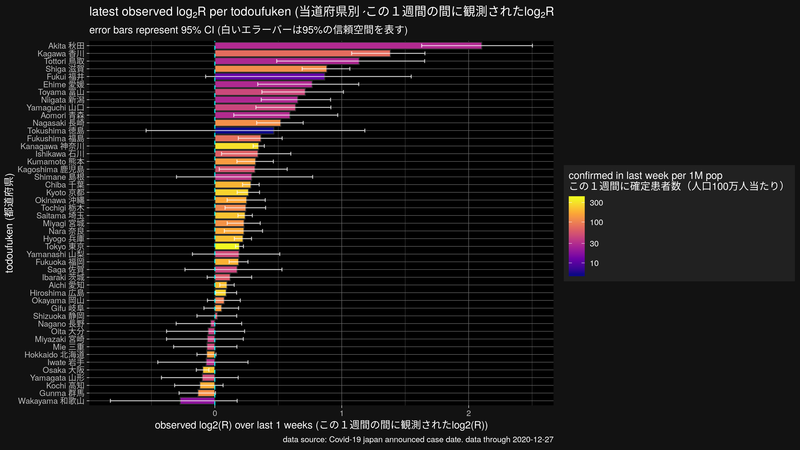 latest observed log₂R per todoufuken (当道府県別 この１週間の間に観測されたlog₂R
error bars represent 95% CI (白いエラーバーは95%の信頼空間を表す)
Akita 秋田
Kagawa 香川
Tottori 鳥取
Shiga 滋賀
Fukui 福井
Ehime 愛媛
Toyama 富山
Niigata 新潟
Yamaguchi 山口
Aomori 青森
Nagasaki 長崎
Tokushima 徳島
Fukushima 福島
Kanagawa 神奈川
Ishikawa 石川
Kumamoto 熊本
Kagoshima 鹿児島
Shimane 島根
Chiba 千葉
Kyoto 京都
Okinawa 沖縄
Tochigi 栃木
Saitama 埼玉
Miyagi 宮城
Nara 奈良
Hyogo 兵庫
Tokyo 東京
Yamanashi 山梨
Fukuoka 福岡
Saga 佐賀
Ibaraki 茨城
Aichi 愛知
Hiroshima 広島
Okayama 岡山
Gifu 岐阜
Shizuoka 静岡
Nagano 長野
Oita 大分
Miyazaki 宮崎
Mie 三重
Hokkaido 北海道
Iwate 岩手
Osaka 大阪
Yamagata 山形
Kochi 高知
Gunma 群馬
Wakayama 和歌山
todoufuken (都道府県)
0 1 2
observed log2(R) over last 1 weeks (この１週間の間に観測されたlog2(R))
data source: Covid-19 japan announced case date. data through 2020-12-27
confirmed in last week per 1M pop
この１週間に確定患者数（人口100万人当たり）
300
100
30
10